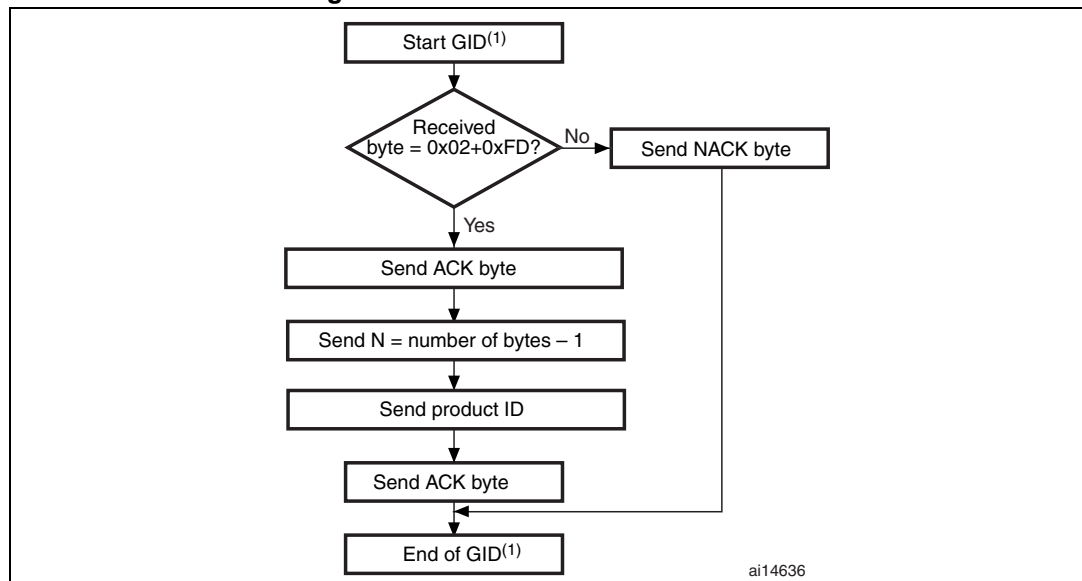 Start GID(1)
Received
byte = 0x02+0xFD?
No
Send NACK byte
Yes
Send ACK byte
Send N = number of bytes – 1
Send product ID
Send ACK byte
End of GID(1)
ai14636